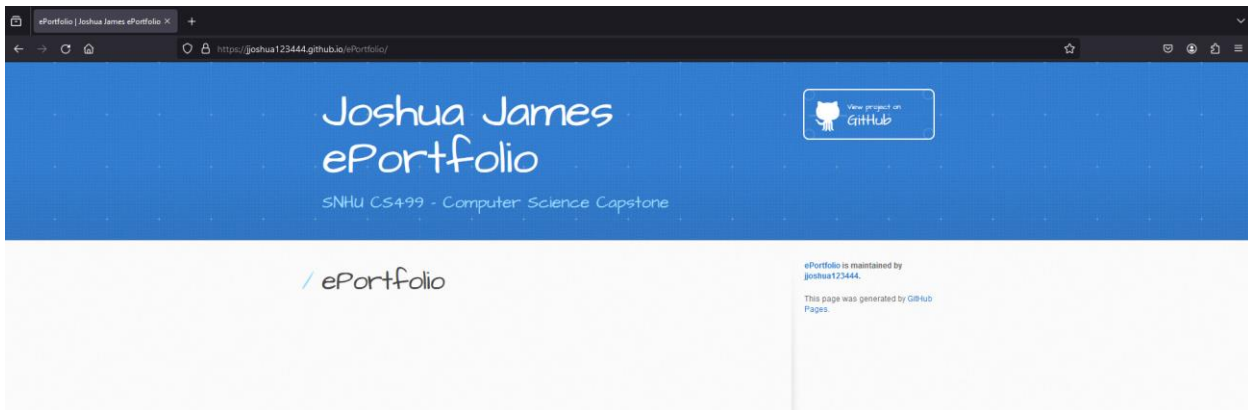 ePortfolio | Joshua James ePortfolio
https://jjoshua123444.github.io/ePortfolio/
Joshua James
ePortfolio
SNHU CS499 - Computer Science Capstone
View project on
GitHub
ePortfolio
ePortfolio is maintained by
jjoshua123444.
This page was generated by GitHub
Pages.